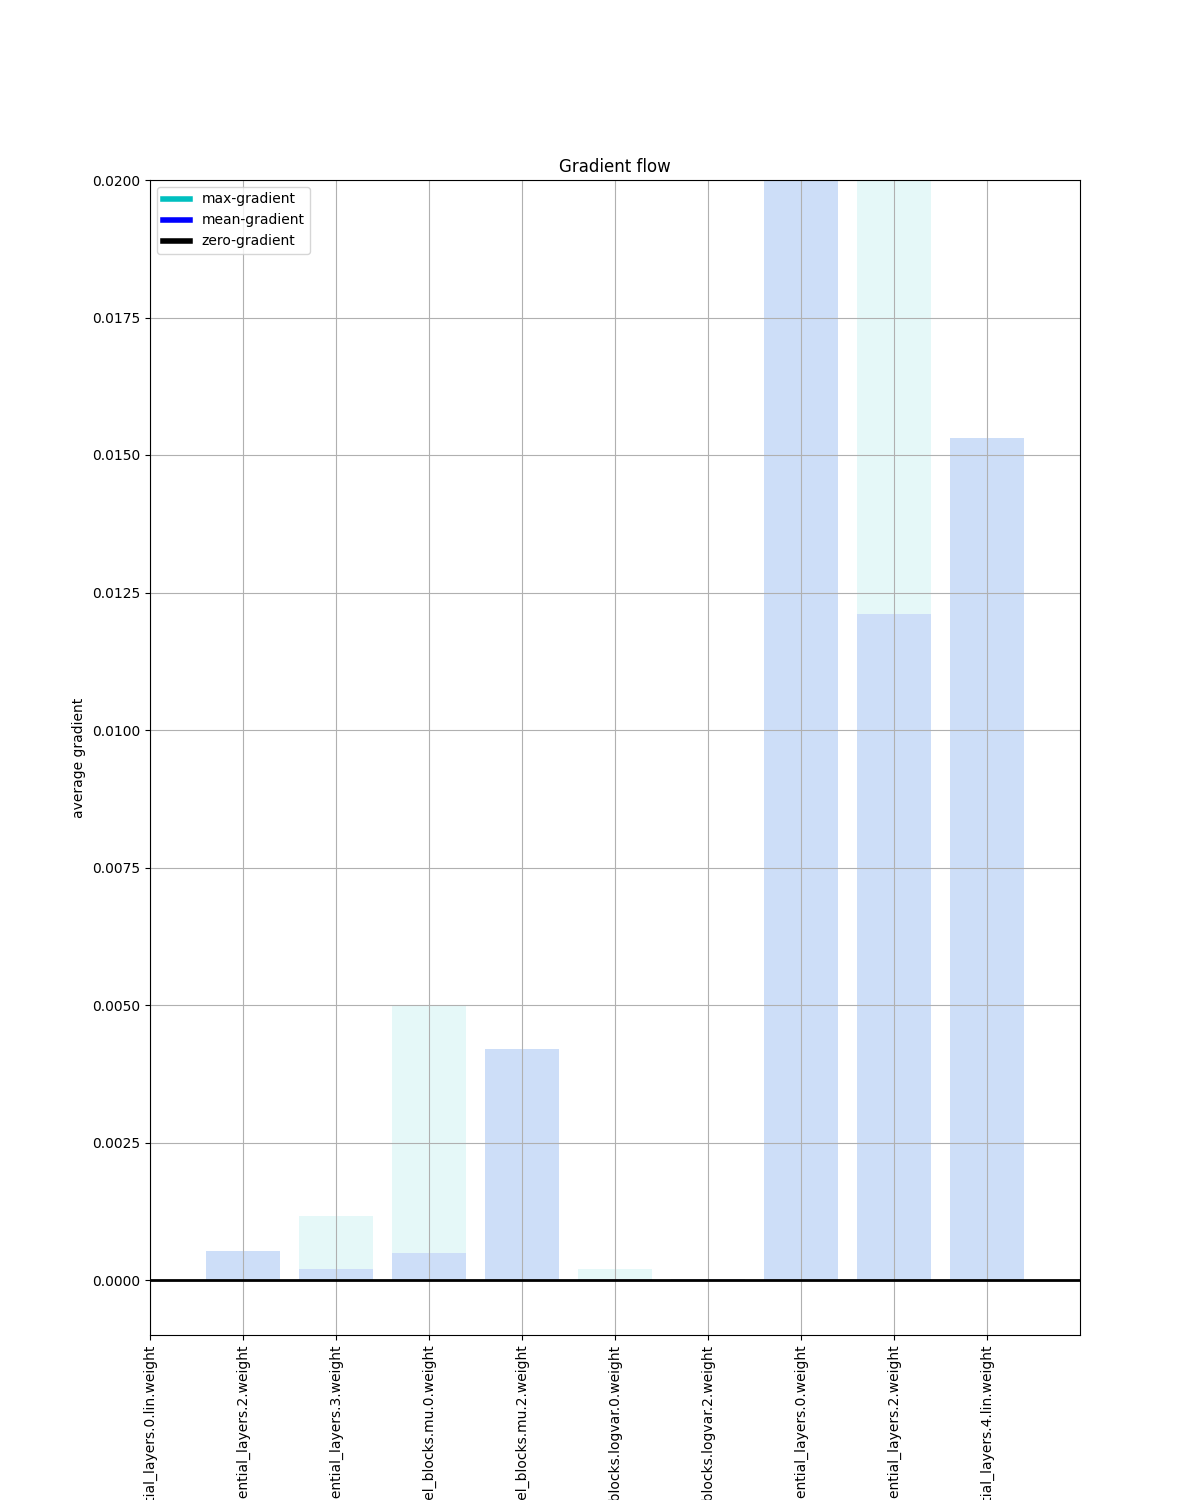 Gradient flow
max-gradient
mean-gradient
zero-gradient
0.0200
0.0175
0.0150
0.0125
0.0100
0.0075
0.0050
0.0025
0.0000
average gradient
tial_layers.0.lin.weight
ential_layers.2.weight
ential_layers.3.weight
el_blocks.mu.0.weight
el_blocks.mu.2.weight
blocks.logvar.0.weight
blocks.logvar.2.weight
ential_layers.0.weight
ential_layers.2.weight
tial_layers.4.lin.weight